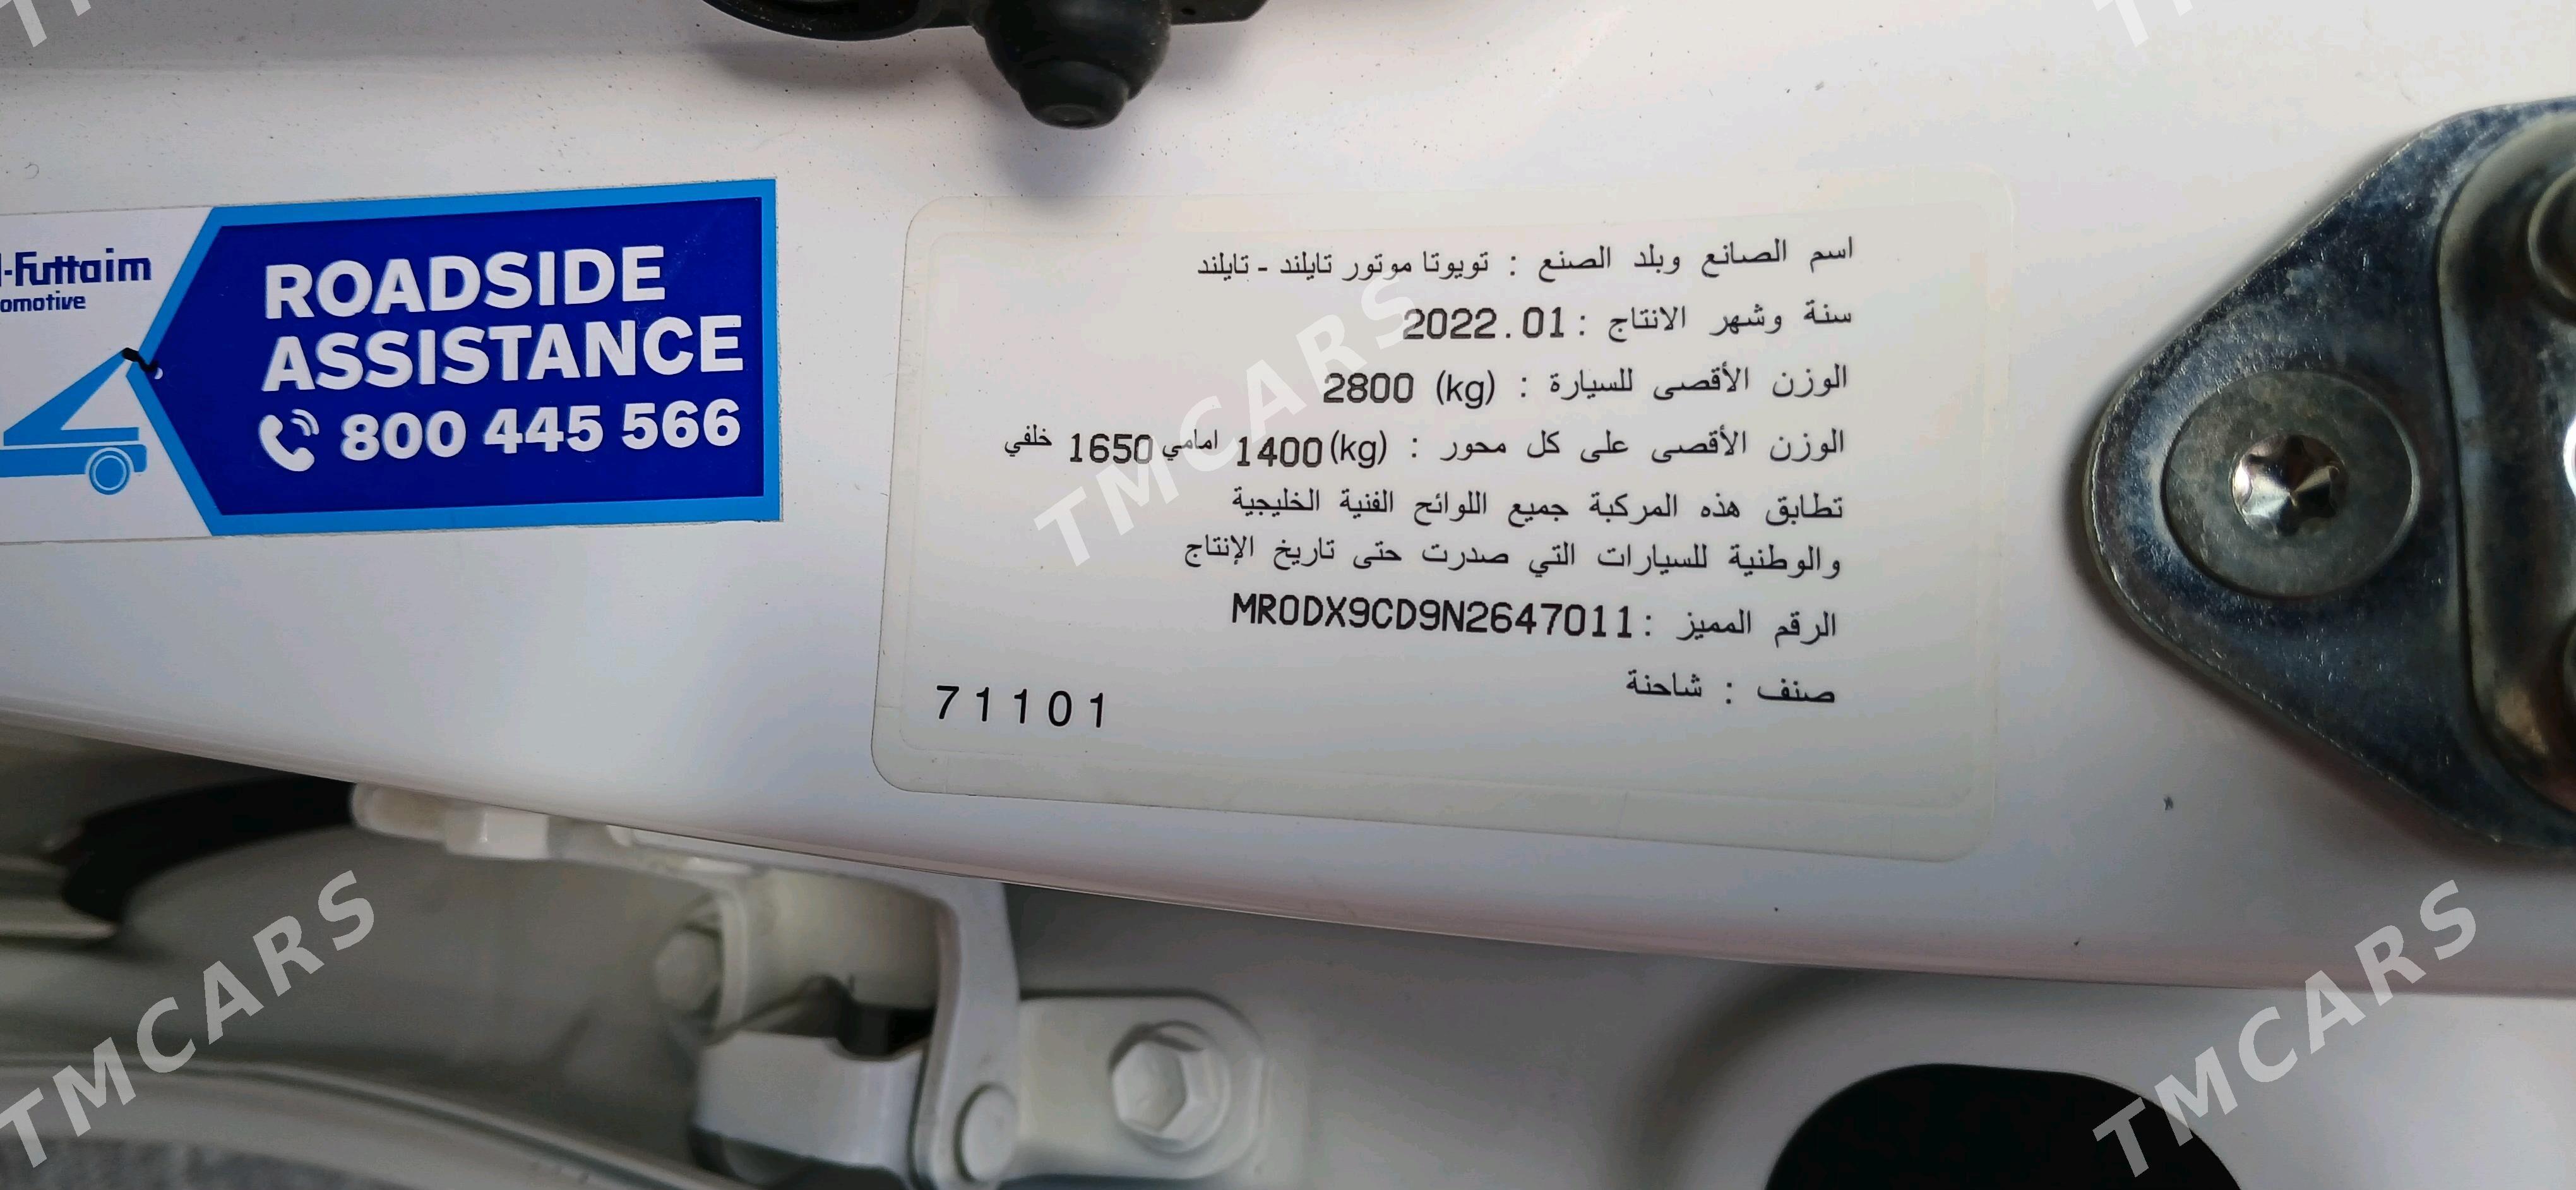 -Futtaim
omotive
ROADSIDE
ASSISTANCE
800 445 566
اسم الصانع وبلد الصنع : تويوتا موتور تايلند - تايلند
سنة وشهر الانتاج : 2022.01
الوزن الأقصى للسيارة : (kg) 2800
الوزن الأقصى على كل محور : (kg) 1400 امامي 1650 خلفي
تطابق هذه المركبة جميع اللوائح الفنية الخليجية
والوطنية للسيارات التي صدرت حتى تاريخ الإنتاج
الرقم المميز : MR0DX9CD9N2647011
صنف : شاحنة
71101
TMCARS
TMCARS
TMCARS